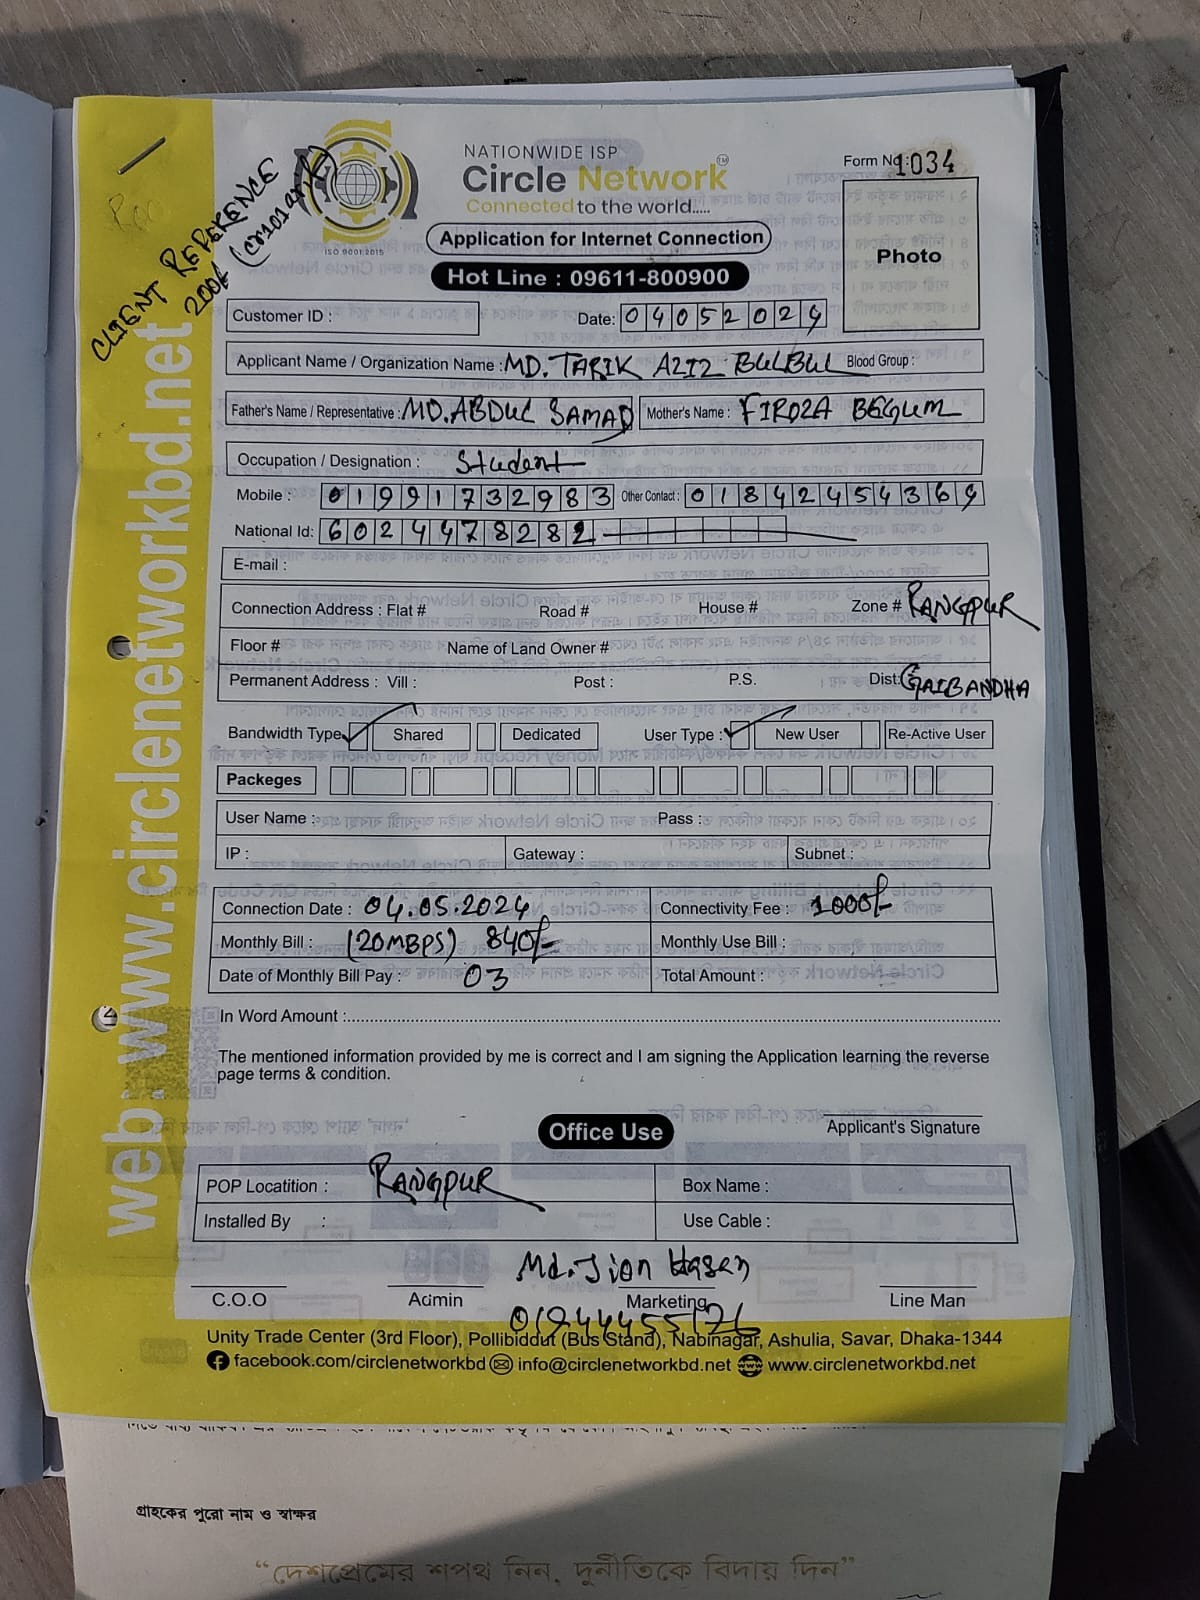 NATIONWIDE ISP
Circle Network™
Connected to the world.....
ISO 9001:2015
Form No: 1034
Photo
CLIENT REFERENCE
200৳ (cr101arif)
Application for Internet Connection
Hot Line : 09611-800900
Customer ID :
Date: 04052024
Applicant Name / Organization Name : MD. TARIK AZIZ BULBUL Blood Group :
Father's Name / Representative : MD. ABDUL SAMAD Mother's Name : FIROZA BEGUM
Occupation / Designation : Student
Mobile : 01991732983 Other Contact : 01842454369
National Id: 6024478282
E-mail :
Connection Address : Flat # Road # House # Zone # RANGPUR
Floor # Name of Land Owner #
Permanent Address : Vill : Post : P.S. Dist: GAIBANDHA
Bandwidth Type Shared Dedicated User Type : New User Re-Active User
Packeges
User Name : Pass :
IP : Gateway : Subnet :
Connection Date : 04.05.2024 Connectivity Fee : 1000/-
Monthly Bill : (20MBPS) 840/- Monthly Use Bill :
Date of Monthly Bill Pay : 03 Total Amount :
In Word Amount :
The mentioned information provided by me is correct and I am signing the Application learning the reverse
page terms & condition.
Applicant's Signature
Office Use
POP Locatition : RANGPUR Box Name :
Installed By : Use Cable :
Md. Jion Hasan
C.O.O Admin Marketing Line Man
Unity Trade Center (3rd Floor), Pollibiddut (Bus Stand), Nabinagar, Ashulia, Savar, Dhaka-1344
facebook.com/circlenetworkbd info@circlenetworkbd.net www.circlenetworkbd.net
web: www.circlenetworkbd.net
গ্রাহকের পুরো নাম ও স্বাক্ষর
“দেশপ্রেমের শপথ নিন, দুর্নীতিকে বিদায় দিন”